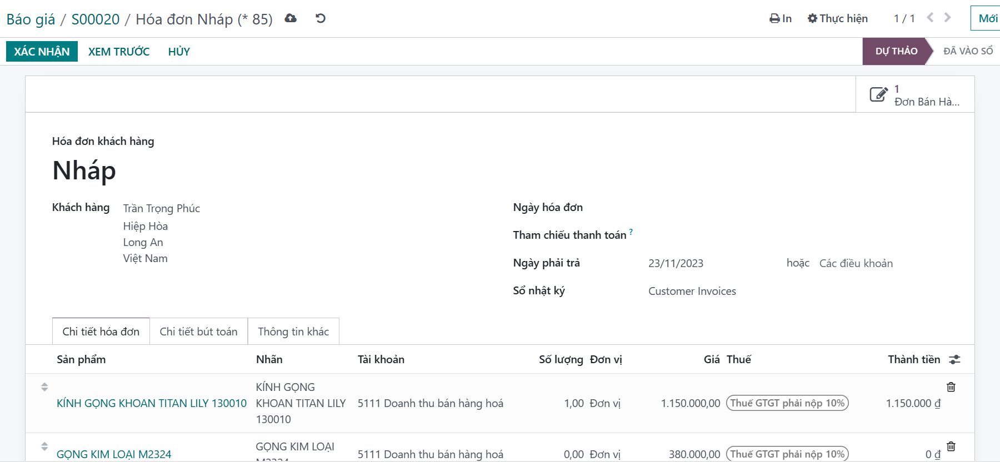 Báo giá / S00020 / Hóa đơn Nháp (* 85)
In
Thực hiện
1 / 1
Mới
XÁC NHẬN
XEM TRƯỚC
HỦY
DỰ THẢO
ĐÃ VÀO SỔ
1
Đơn Bán Hà...
Hóa đơn khách hàng
Nháp
Khách hàng
Trần Trọng Phúc
Hiệp Hòa
Long An
Việt Nam
Ngày hóa đơn
Tham chiếu thanh toán ?
Ngày phải trả 23/11/2023 hoặc Các điều khoản
Sổ nhật ký Customer Invoices
Chi tiết hóa đơn
Chi tiết bút toán
Thông tin khác
Sản phẩm Nhãn Tài khoản Số lượng Đơn vị Giá Thuế Thành tiền
KÍNH GỌNG
KÍNH GỌNG KHOAN TITAN LILY 130010 KHOAN TITAN LILY 5111 Doanh thu bán hàng hoá 1,00 Đơn vị 1.150.000,00 Thuế GTGT phải nộp 10% 1.150.000 ₫
130010
GỌNG KIM LOẠI
GỌNG KIM LOẠI M2324 5111 Doanh thu bán hàng hoá 0,00 Đơn vị 380.000,00 Thuế GTGT phải nộp 10% 0 ₫
M2324